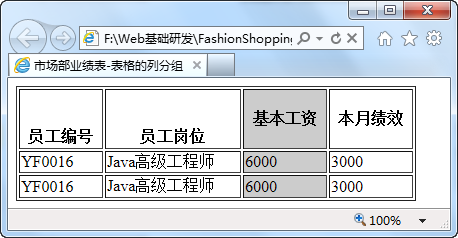 F:\Web基础研发\FashionShopping
市场部业绩表-表格的列分组
员工编号 员工岗位 基本工资 本月绩效
YF0016 Java高级工程师 6000 3000
YF0016 Java高级工程师 6000 3000
100%